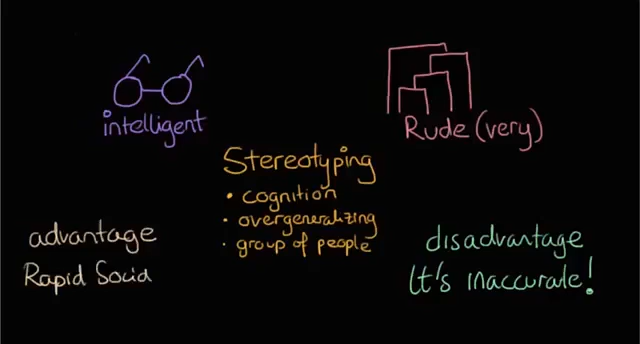 intelligent
Rude (very)
Stereotyping
• cognition
• overgeneralizing
• group of people
advantage
Rapid Socia
disadvantage
It's inaccurate!